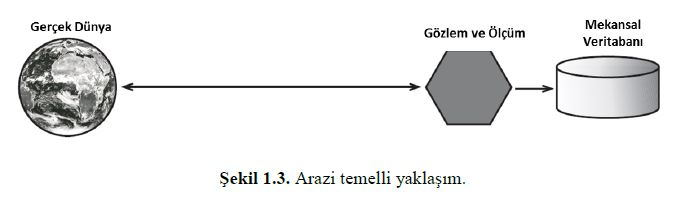 Gerçek Dünya
Gözlem ve Ölçüm
Mekansal
Veritabanı
Şekil 1.3. Arazi temelli yaklaşım.